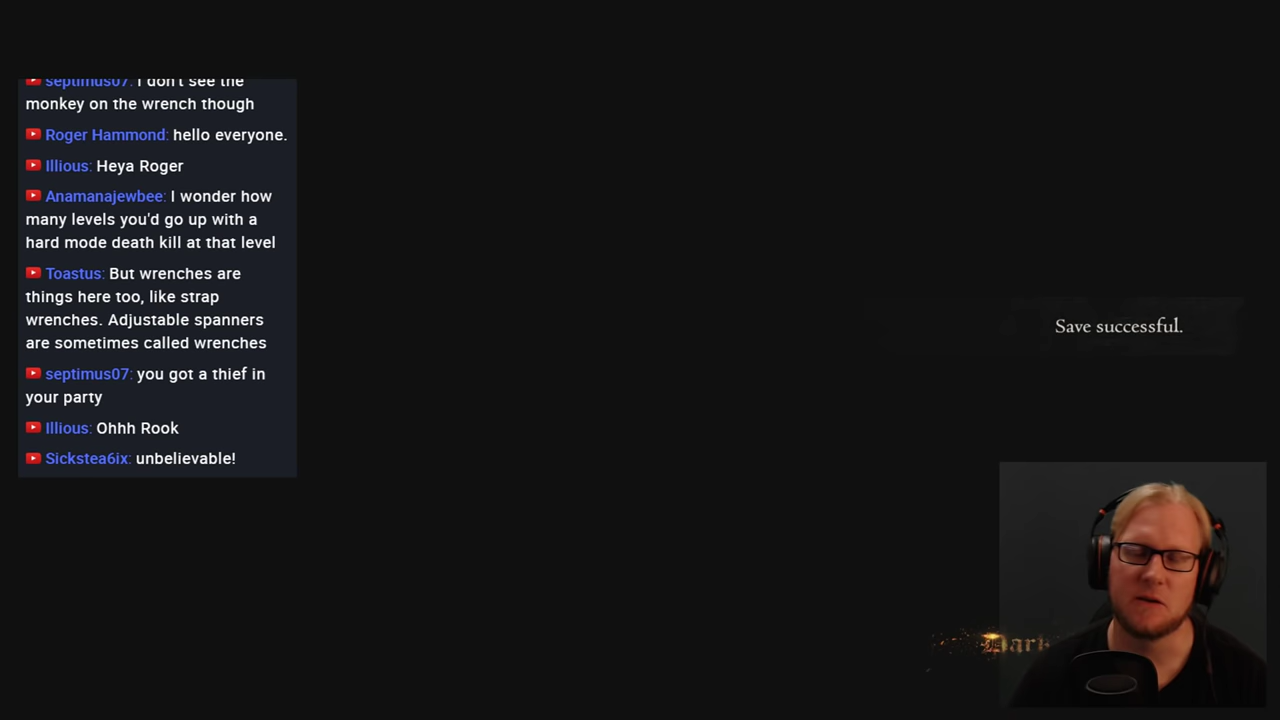 septimus07: I don't see the
monkey on the wrench though
Roger Hammond: hello everyone.
Illious: Heya Roger
Anamanajewbee: I wonder how
many levels you'd go up with a
hard mode death kill at that level
Toastus: But wrenches are
things here too, like strap
wrenches. Adjustable spanners
are sometimes called wrenches
septimus07: you got a thief in
your party
Illious: Ohhh Rook
Sickstea6ix: unbelievable!
Save successful.
Dark